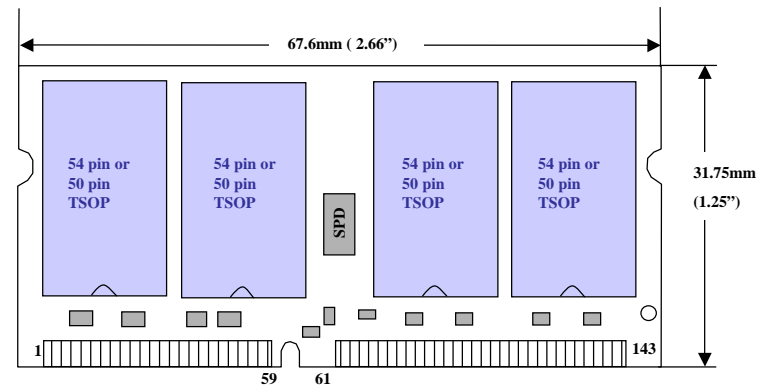 67.6mm ( 2.66”)
54 pin or
50 pin
TSOP
54 pin or
50 pin
TSOP
SPD
54 pin or
50 pin
TSOP
54 pin or
50 pin
TSOP
31.75mm
(1.25”)
1
59
61
143